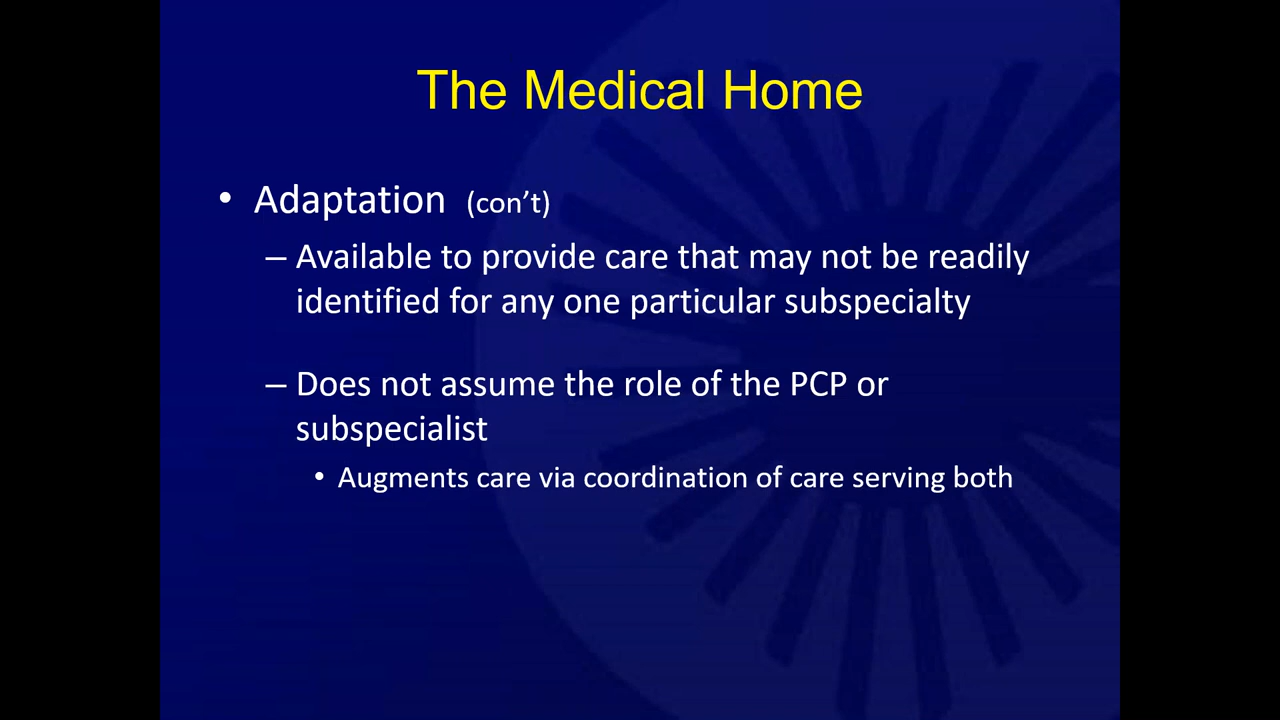 The Medical Home
• Adaptation (con’t)
– Available to provide care that may not be readily
identified for any one particular subspecialty
– Does not assume the role of the PCP or
subspecialist
• Augments care via coordination of care serving both